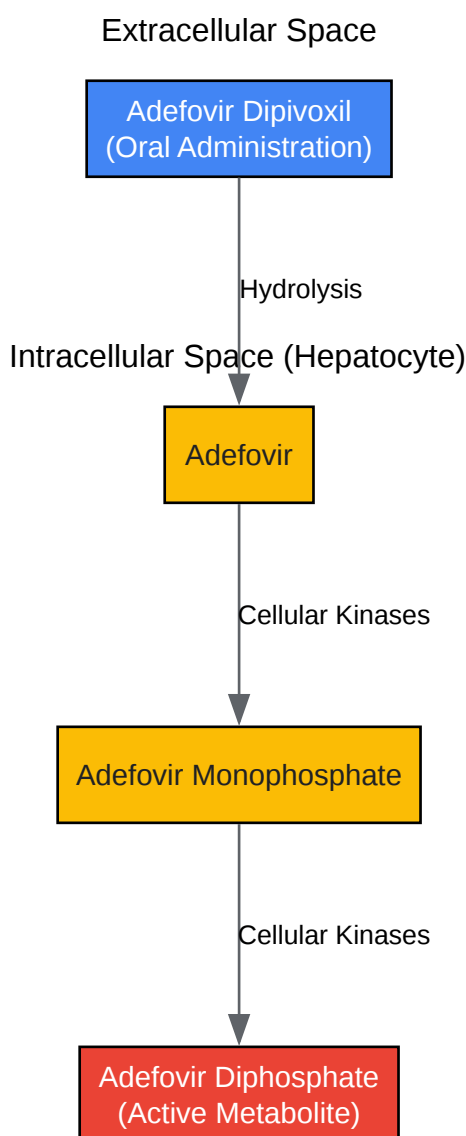 Extracellular Space
Adefovir Dipivoxil
(Oral Administration)
Hydrolysis
Intracellular Space (Hepatocyte)
Adefovir
Cellular Kinases
Adefovir Monophosphate
Cellular Kinases
Adefovir Diphosphate
(Active Metabolite)